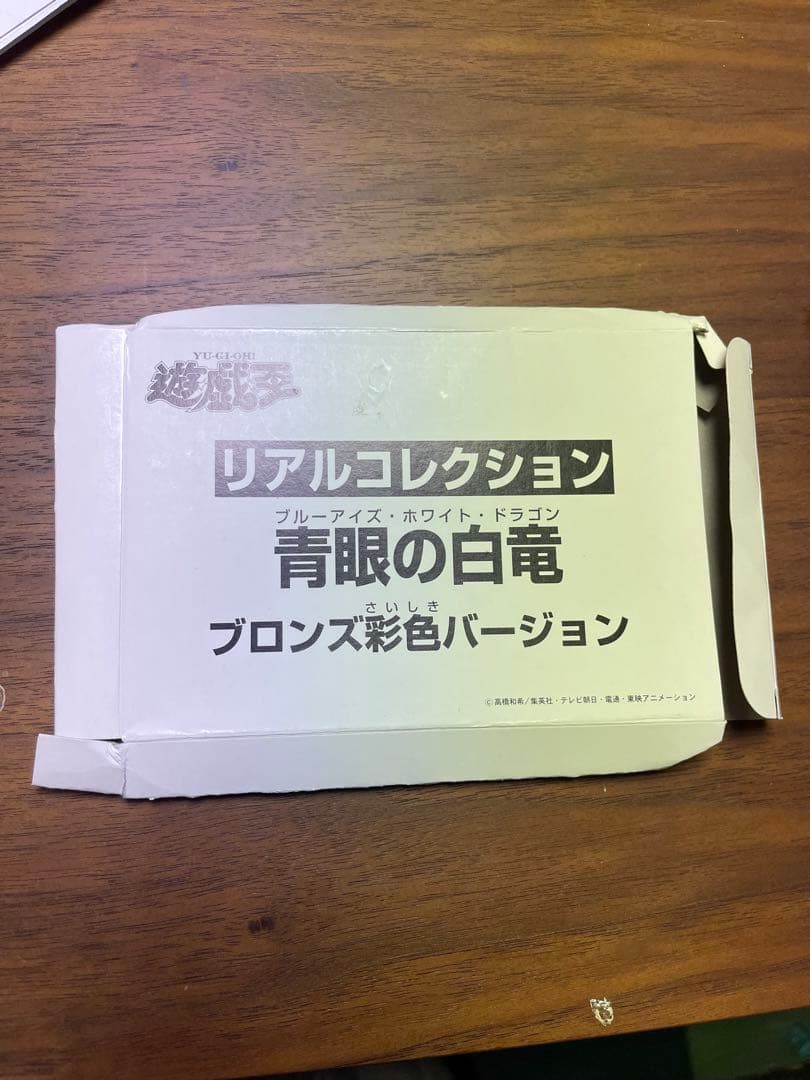 YU-GI-OH!
遊戯王
リアルコレクション
ブルーアイズ・ホワイト・ドラゴン
青眼の白竜
さいしき
ブロンズ彩色バージョン
©高橋和希/集英社・テレビ朝日・電通・東映アニメーション